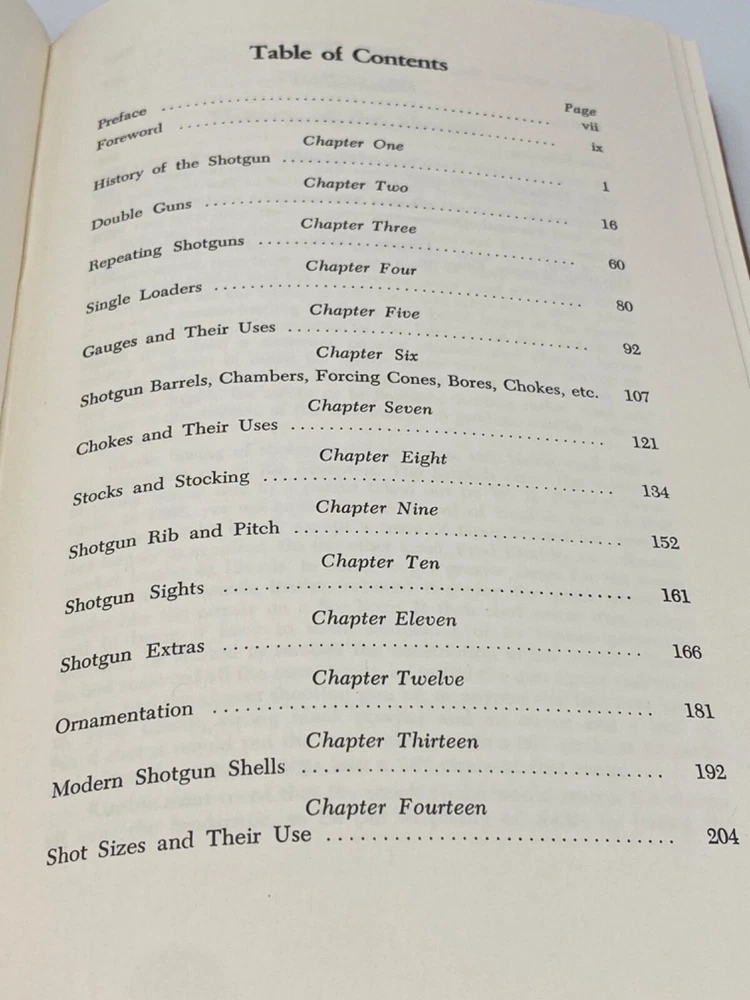 Table of Contents
Page
Preface ........................................ vii
Foreword ........................................ ix
Chapter One
History of the Shotgun ........................................ 1
Chapter Two
Double Guns ........................................ 16
Chapter Three
Repeating Shotguns ........................................ 60
Chapter Four
Single Loaders ........................................ 80
Chapter Five
Gauges and Their Uses ........................................ 92
Chapter Six
Shotgun Barrels, Chambers, Forcing Cones, Bores, Chokes, etc. 107
Chapter Seven
Chokes and Their Uses ........................................ 121
Chapter Eight
Stocks and Stocking ........................................ 134
Chapter Nine
Shotgun Rib and Pitch ........................................ 152
Chapter Ten
Shotgun Sights ........................................ 161
Chapter Eleven
Shotgun Extras ........................................ 166
Chapter Twelve
Ornamentation ........................................ 181
Chapter Thirteen
Modern Shotgun Shells ........................................ 192
Chapter Fourteen
Shot Sizes and Their Use ........................................ 204